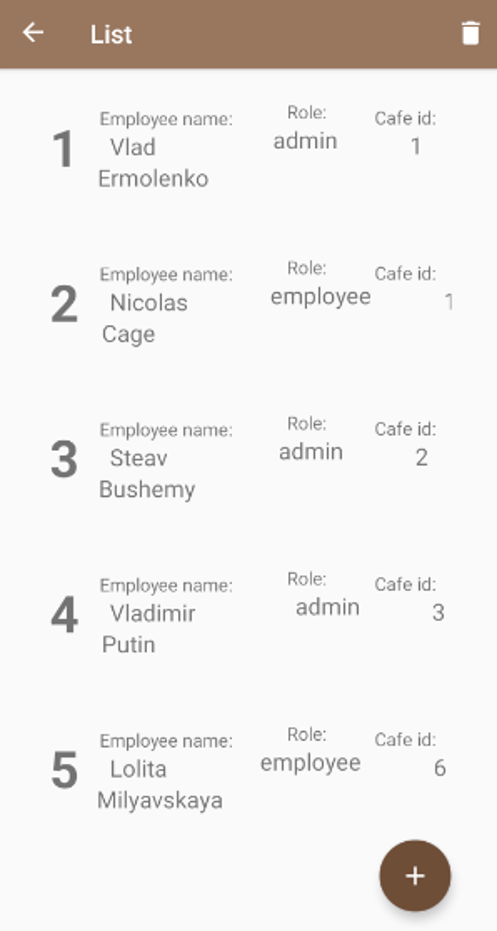 List
Employee name: Role: Cafe id:
1 Vlad admin 1
Ermolenko
Employee name: Role: Cafe id:
2 Nicolas employee 1
Cage
Employee name: Role: Cafe id:
3 Steav admin 2
Bushemy
Employee name: Role: Cafe id:
4 Vladimir admin 3
Putin
Employee name: Role: Cafe id:
5 Lolita employee 6
Milyavskaya
+